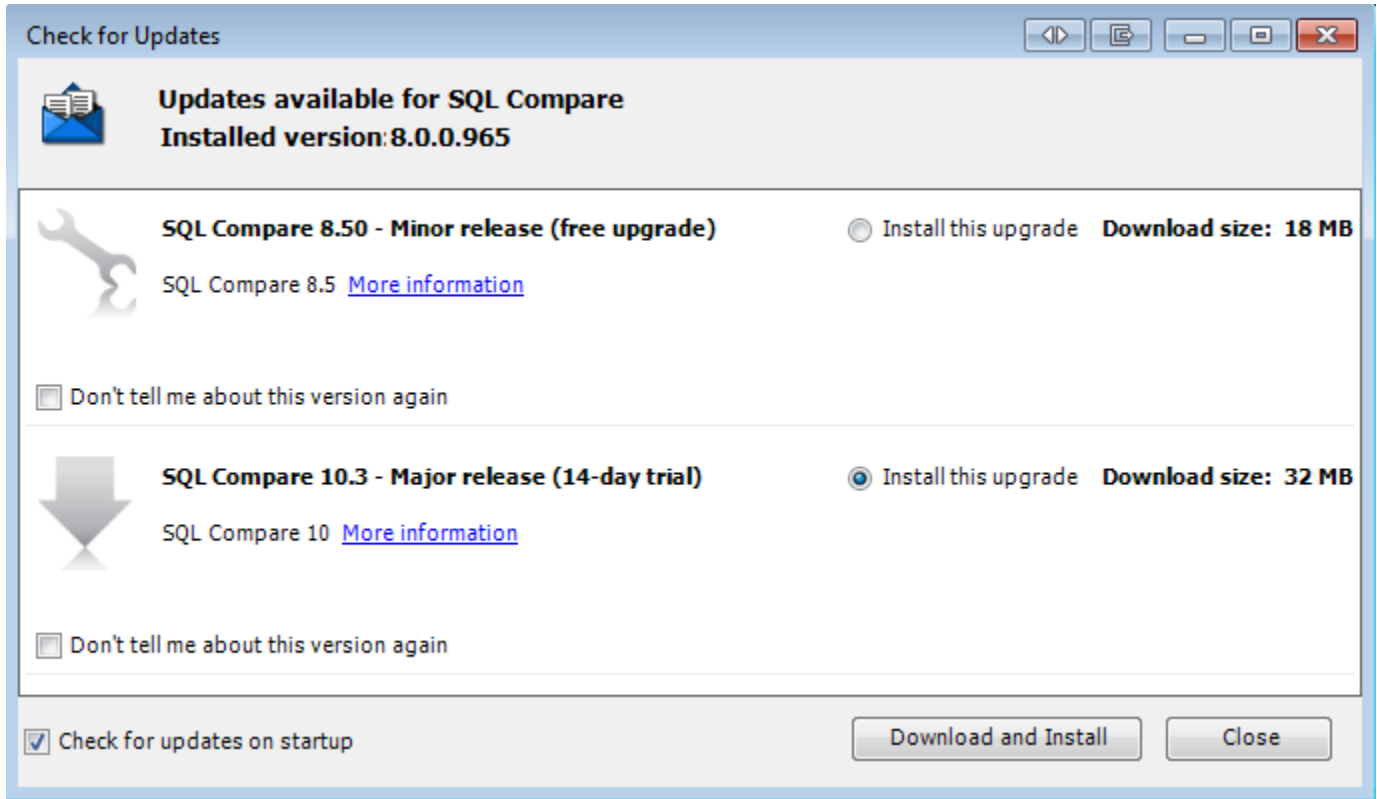 Check for Updates
Updates available for SQL Compare
Installed version:8.0.0.965
SQL Compare 8.50 - Minor release (free upgrade) Install this upgrade Download size: 18 MB
SQL Compare 8.5 More information
Don't tell me about this version again
SQL Compare 10.3 - Major release (14-day trial) Install this upgrade Download size: 32 MB
SQL Compare 10 More information
Don't tell me about this version again
Check for updates on startup Download and Install Close